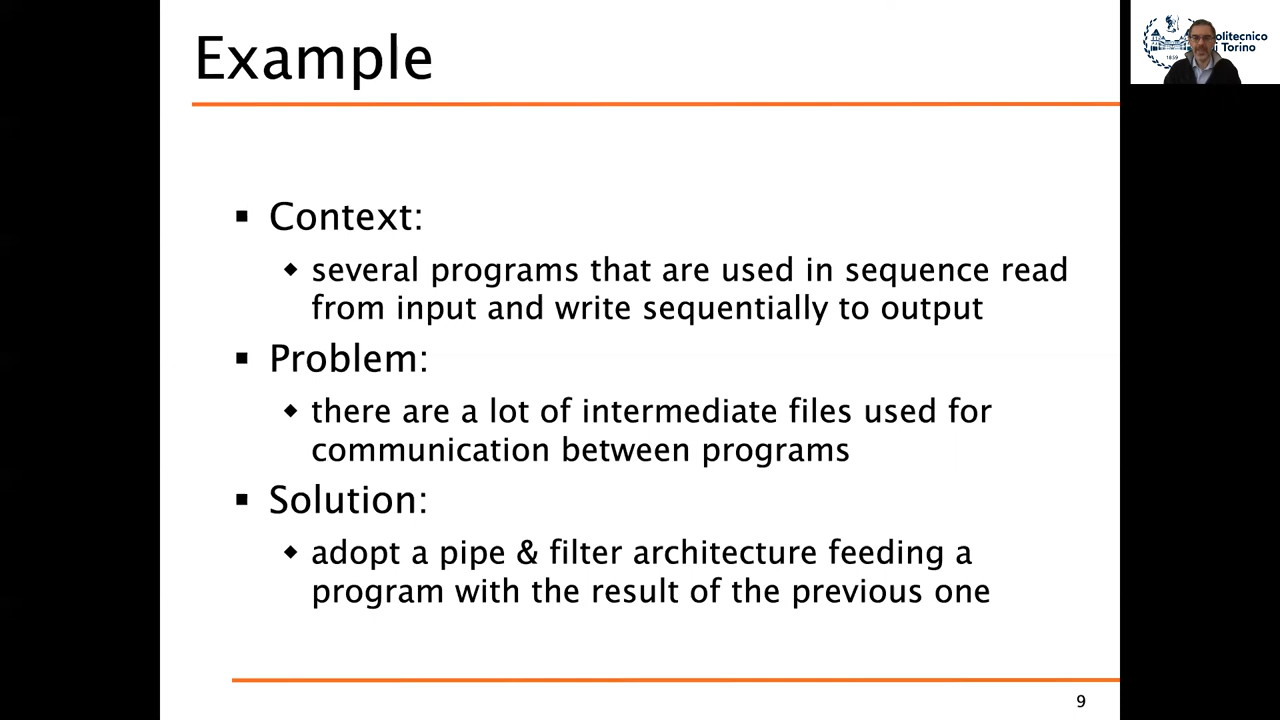 Example
▪ Context:
◆ several programs that are used in sequence read
from input and write sequentially to output
▪ Problem:
◆ there are a lot of intermediate files used for
communication between programs
▪ Solution:
◆ adopt a pipe & filter architecture feeding a
program with the result of the previous one
9
olitecnico
i Torino
1859